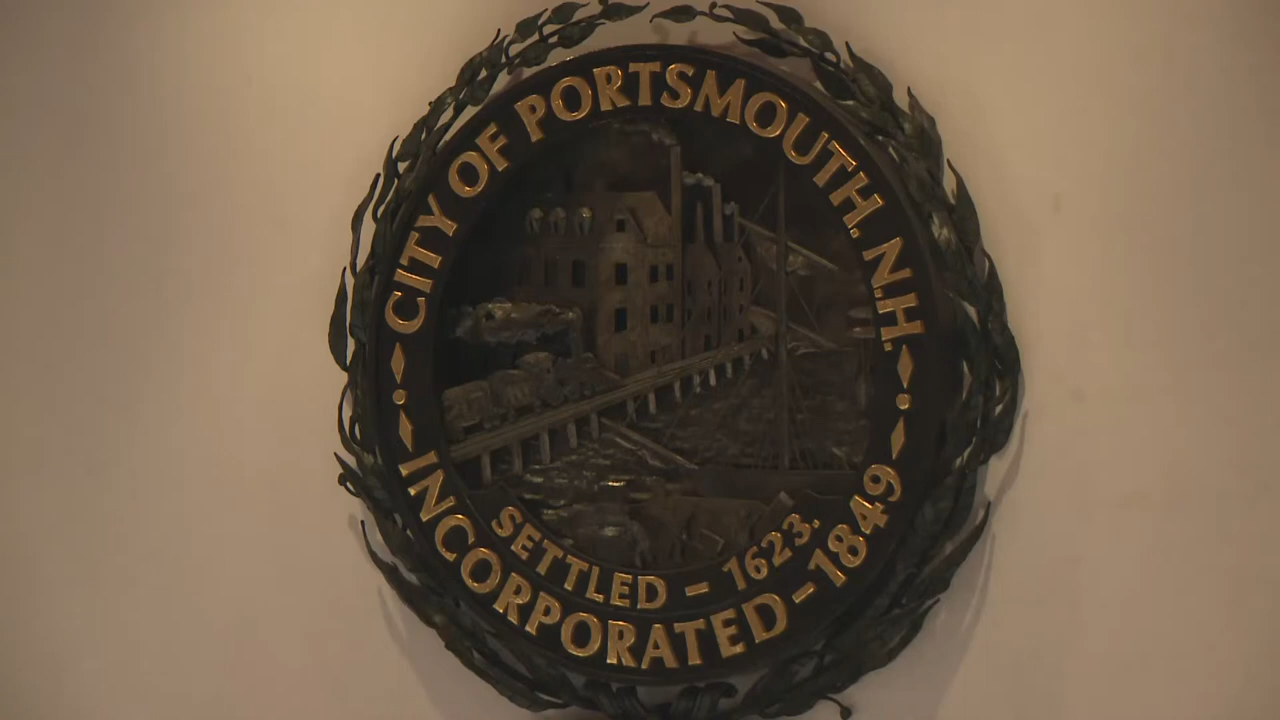 CITY OF PORTSMOUTH. N.H.
SETTLED - 1623.
INCORPORATED - 1849